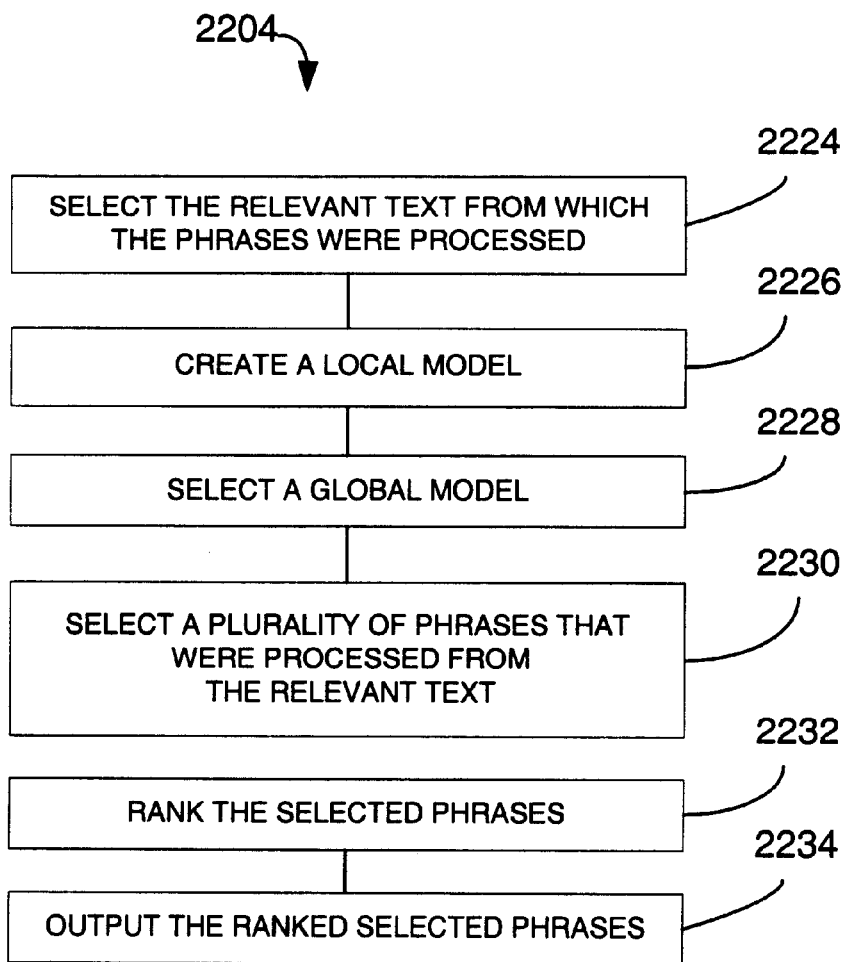 2204
2224
SELECT THE RELEVANT TEXT FROM WHICH
THE PHRASES WERE PROCESSED
2226
CREATE A LOCAL MODEL
2228
SELECT A GLOBAL MODEL
2230
SELECT A PLURALITY OF PHRASES THAT
WERE PROCESSED FROM
THE RELEVANT TEXT
2232
RANK THE SELECTED PHRASES
2234
OUTPUT THE RANKED SELECTED PHRASES